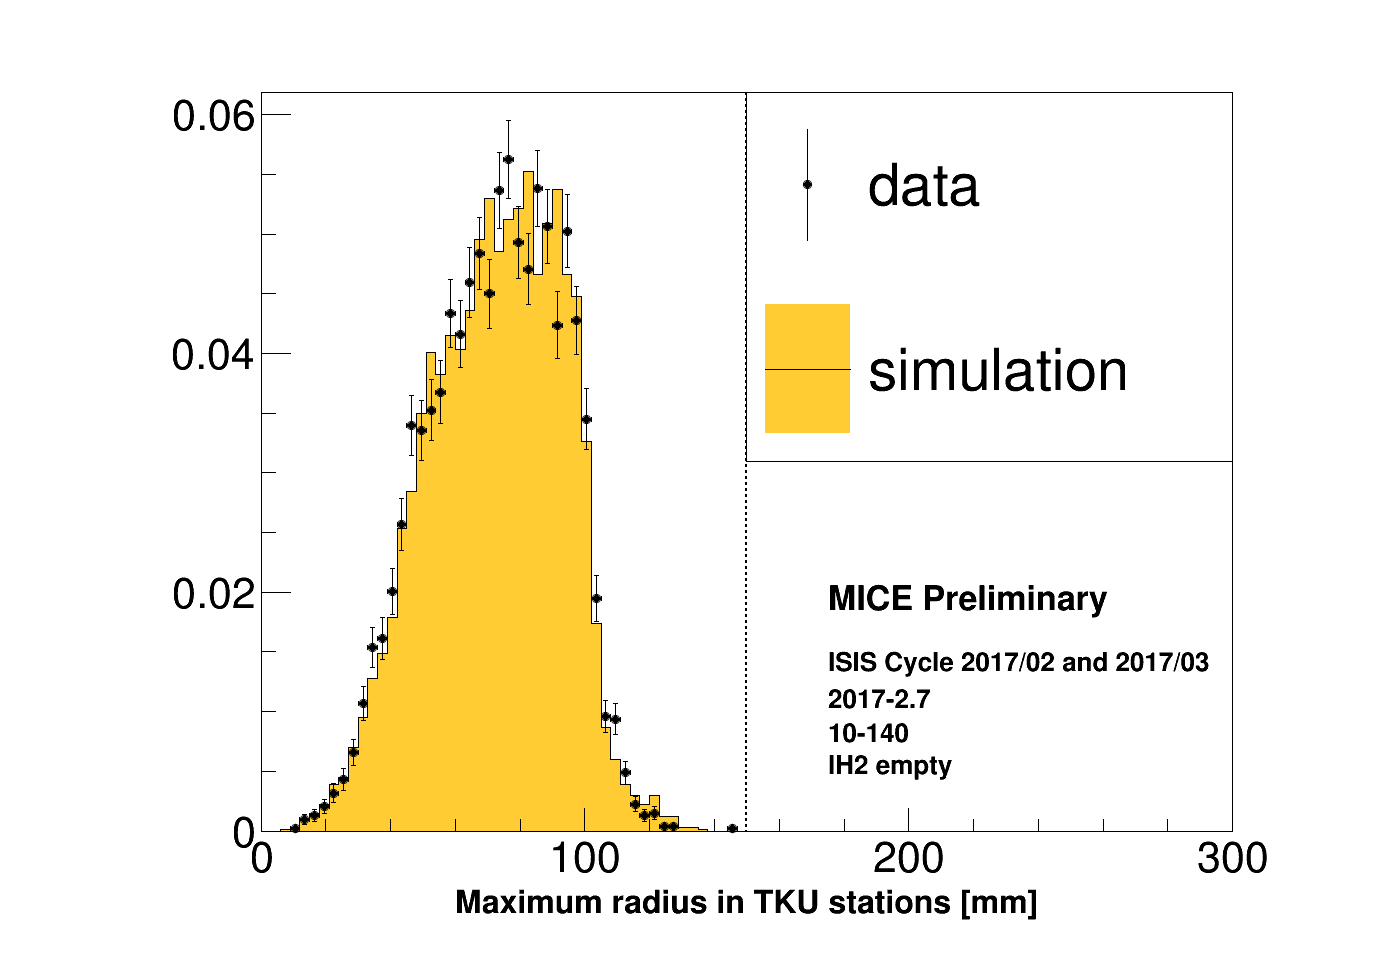 0.06
0.04
0.02
0
0
100
200
300
Maximum radius in TKU stations [mm]
data
simulation
MICE Preliminary
ISIS Cycle 2017/02 and 2017/03
2017-2.7
10-140
IH2 empty